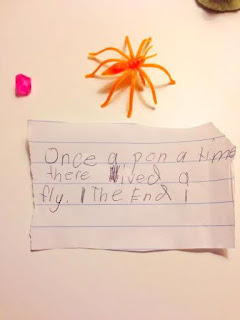 Once a pon a time
there lived a
fly. | The End |